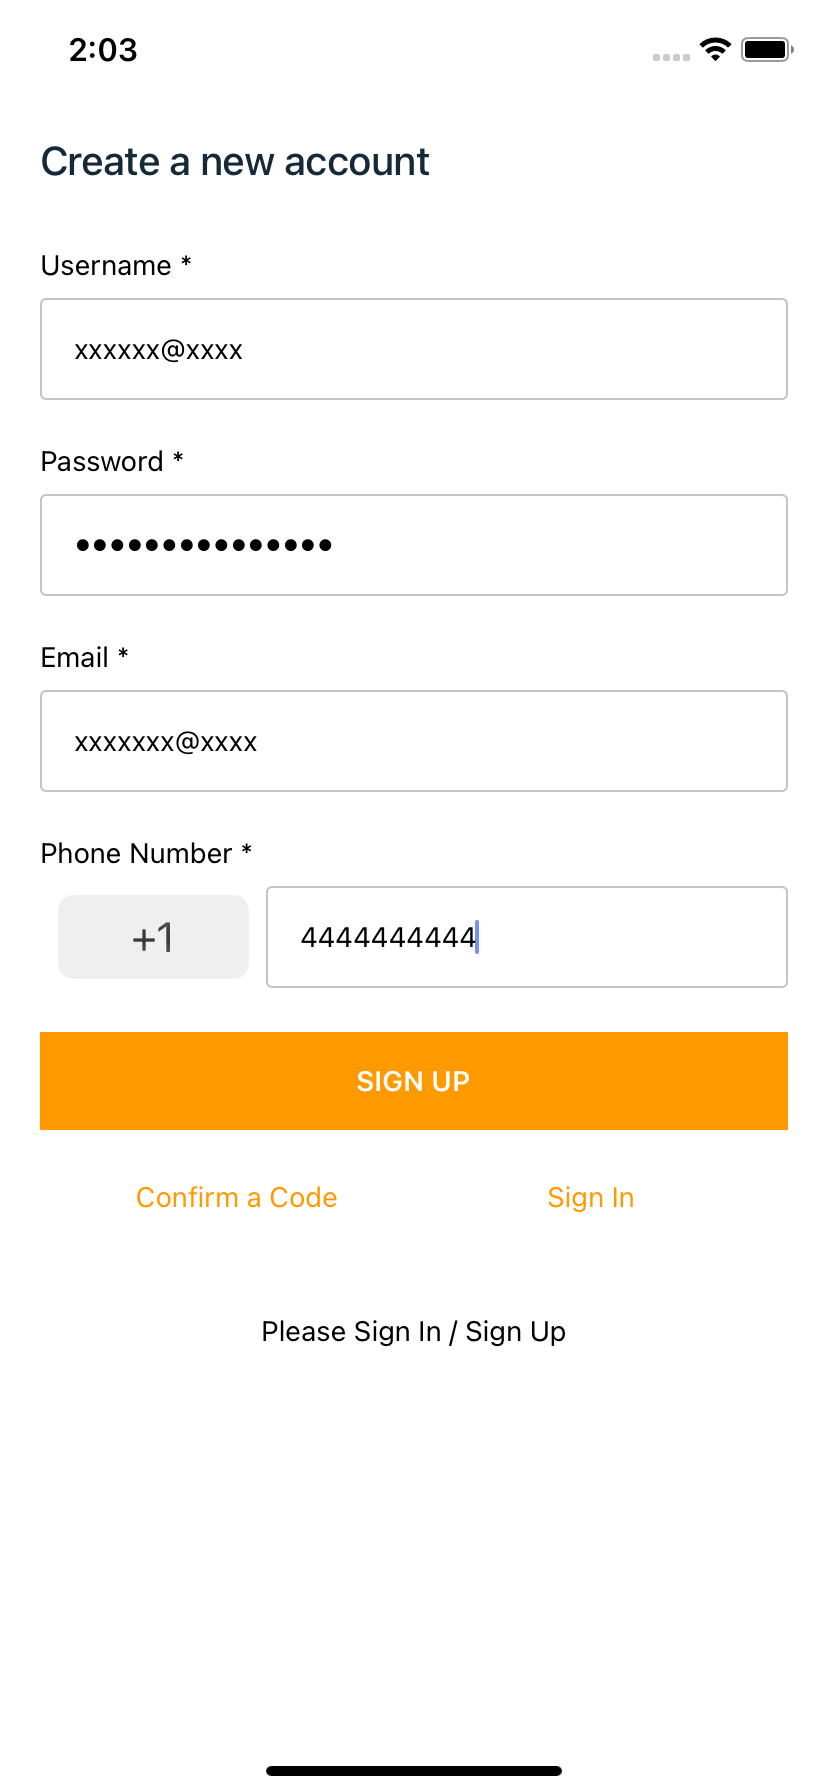 2:03
Create a new account
Username *
xxxxxx@xxxx
Password *
●●●●●●●●●●●●●●●
Email *
xxxxxxx@xxxx
Phone Number *
+1 4444444444
SIGN UP
Confirm a Code Sign In
Please Sign In / Sign Up